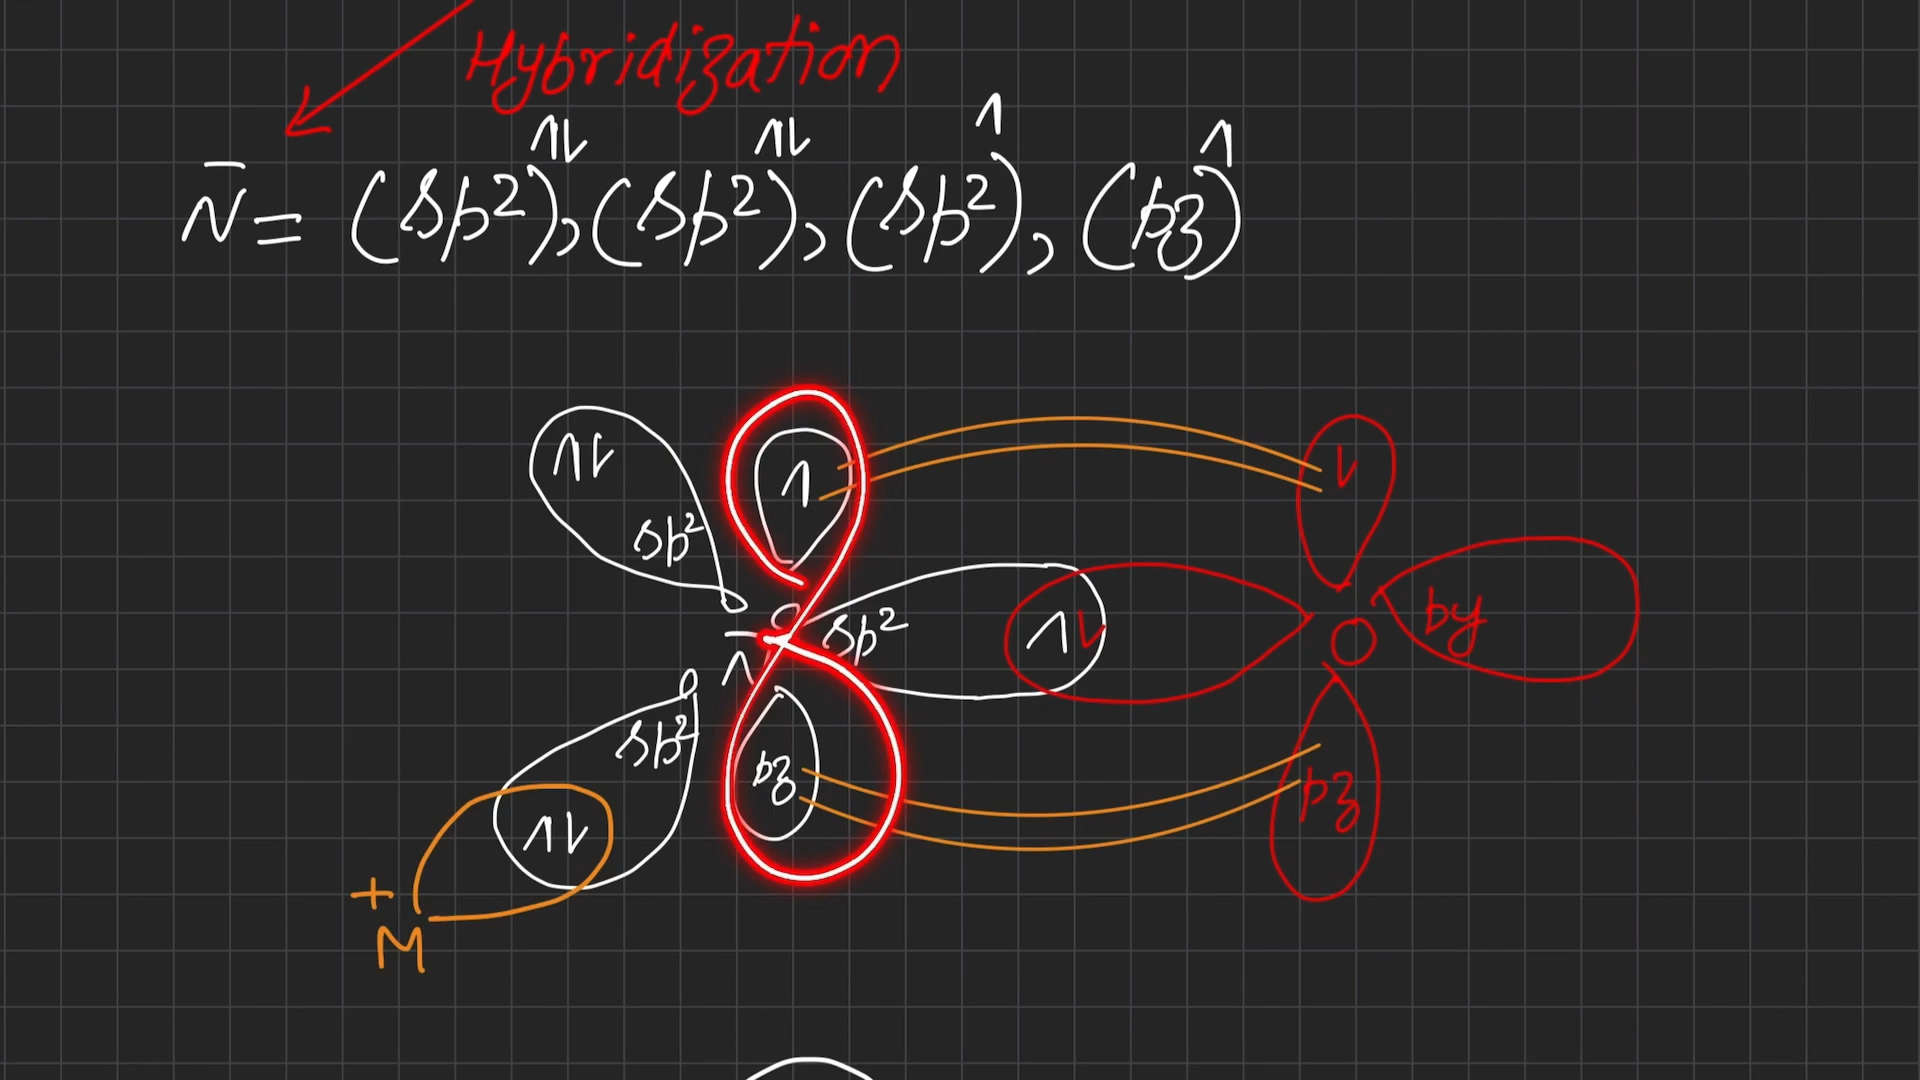 Hybridization
↑↓ ↑↓ ↑ ↑
N̄ = (sp²), (sp²), (sp²), (pz)
↑↓ ↑ ↓
sp²
sp² ↑↓ O py
N̄
sp²
pz pz
↑↓
+
M